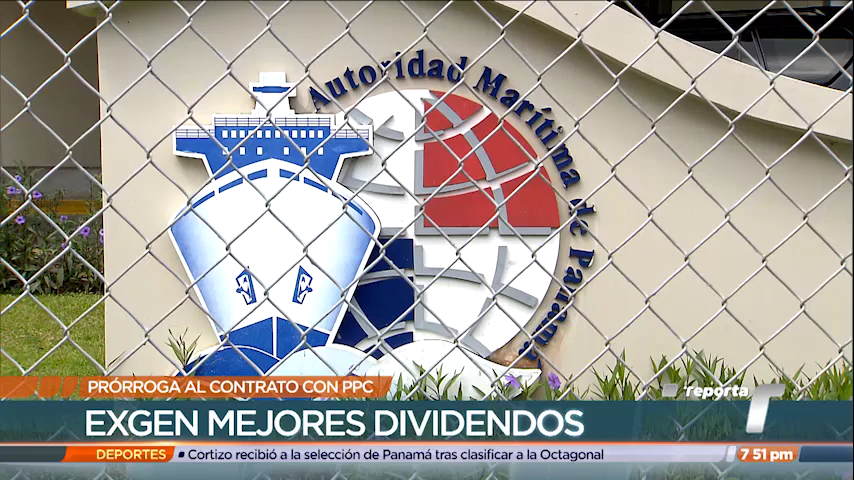 Autoridad Marítima de Panamá
PRÓRROGA AL CONTRATO CON PPC
EXGEN MEJORES DIVIDENDOS
reporta T
DEPORTES
Cortizo recibió a la selección de Panamá tras clasificar a la Octagonal
7 51 pm